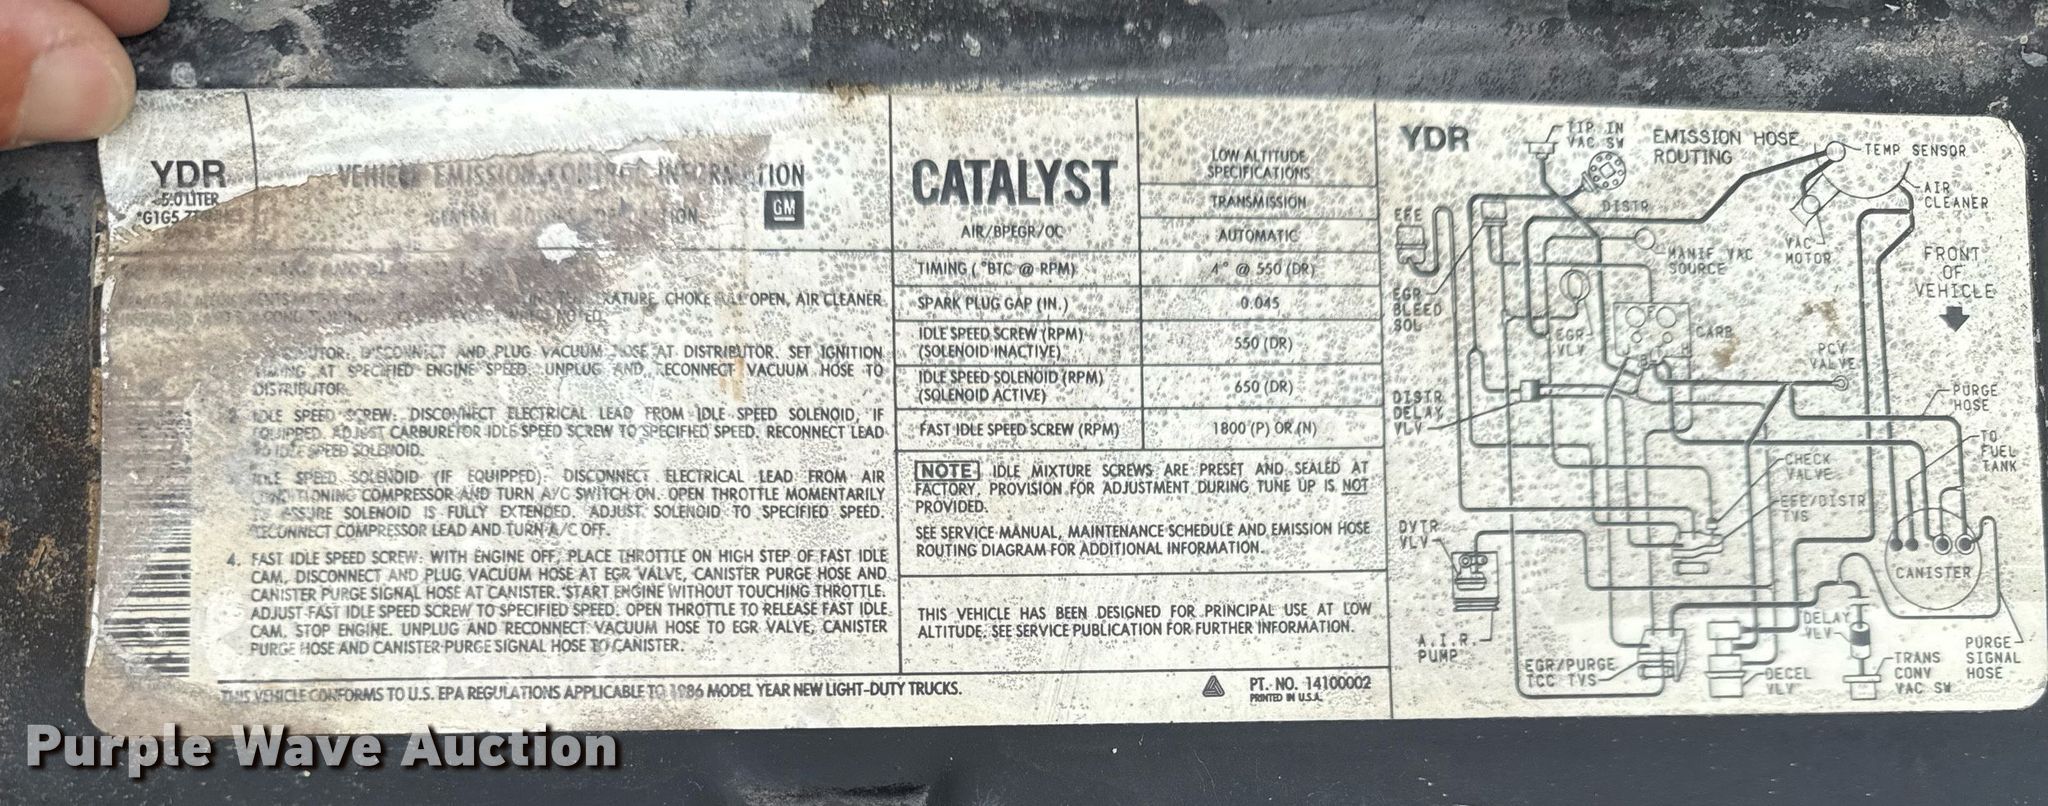 YDR
5.0 LITER
VEHICLE EMISSION CONTROL INFORMATION
GENERAL
GM
ATURE, CHOKE FULL OPEN, AIR CLEANER
NOTED.
DISCONNECT AND PLUG VACUUM HOSE AT DISTRIBUTOR. SET IGNITION
TIMING AT SPECIFIED ENGINE SPEED. UNPLUG AND RECONNECT VACUUM HOSE TO
DISTRIBUTOR.
IDLE SPEED SCREW: DISCONNECT ELECTRICAL LEAD FROM IDLE SPEED SOLENOID, IF
EQUIPPED. ADJUST CARBURETOR IDLE SPEED SCREW TO SPECIFIED SPEED. RECONNECT LEAD
TO IDLE SPEED SOLENOID.
IDLE SPEED SOLENOID (IF EQUIPPED): DISCONNECT ELECTRICAL LEAD FROM AIR
CONDITIONING COMPRESSOR AND TURN A/C SWITCH ON. OPEN THROTTLE MOMENTARILY
TO ASSURE SOLENOID IS FULLY EXTENDED. ADJUST SOLENOID TO SPECIFIED SPEED.
RECONNECT COMPRESSOR LEAD AND TURN A/C OFF.
4. FAST IDLE SPEED SCREW: WITH ENGINE OFF, PLACE THROTTLE ON HIGH STEP OF FAST IDLE
CAM. DISCONNECT AND PLUG VACUUM HOSE AT EGR VALVE, CANISTER PURGE HOSE AND
CANISTER PURGE SIGNAL HOSE AT CANISTER. START ENGINE WITHOUT TOUCHING THROTTLE.
ADJUST FAST IDLE SPEED SCREW TO SPECIFIED SPEED. OPEN THROTTLE TO RELEASE FAST IDLE
CAM. STOP ENGINE. UNPLUG AND RECONNECT VACUUM HOSE TO EGR VALVE, CANISTER
PURGE HOSE AND CANISTER PURGE SIGNAL HOSE TO CANISTER.
THIS VEHICLE CONFORMS TO U.S. EPA REGULATIONS APPLICABLE TO 1986 MODEL YEAR NEW LIGHT-DUTY TRUCKS.
CATALYST
AIR/BPEGR/OC
LOW ALTITUDE
SPECIFICATIONS
TRANSMISSION
AUTOMATIC
TIMING (°BTC @ RPM) 4° @ 550 (DR)
SPARK PLUG GAP (IN.) 0.045
IDLE SPEED SCREW (RPM)
(SOLENOID INACTIVE) 550 (DR)
IDLE SPEED SOLENOID (RPM)
(SOLENOID ACTIVE) 650 (DR)
FAST IDLE SPEED SCREW (RPM) 1800 (P) OR (N)
NOTE: IDLE MIXTURE SCREWS ARE PRESET AND SEALED AT
FACTORY. PROVISION FOR ADJUSTMENT DURING TUNE UP IS NOT
PROVIDED.
SEE SERVICE MANUAL, MAINTENANCE SCHEDULE AND EMISSION HOSE
ROUTING DIAGRAM FOR ADDITIONAL INFORMATION.
THIS VEHICLE HAS BEEN DESIGNED FOR PRINCIPAL USE AT LOW
ALTITUDE. SEE SERVICE PUBLICATION FOR FURTHER INFORMATION.
PT. NO. 14100002
PRINTED IN U.S.A.
YDR
TIP IN
VAC SW
EMISSION HOSE
ROUTING
TEMP SENSOR
AIR
CLEANER
DISTR
EFE
MANIF VAC
SOURCE
VAC
MOTOR
FRONT
OF
VEHICLE
EGR
BLEED
SOL
EGR
VLV
CARB
PCV
VALVE
PURGE
HOSE
DISTR
DELAY
VLV
TO
FUEL
TANK
CHECK
VALVE
EFE/DISTR
TVS
DVTR
VLV
CANISTER
A.I.R.
PUMP
DELAY
VLV
EGR/PURGE
TCC TVS
DECEL
VLV
TRANS
CONV
VAC SW
PURGE
SIGNAL
HOSE
Purple Wave Auction